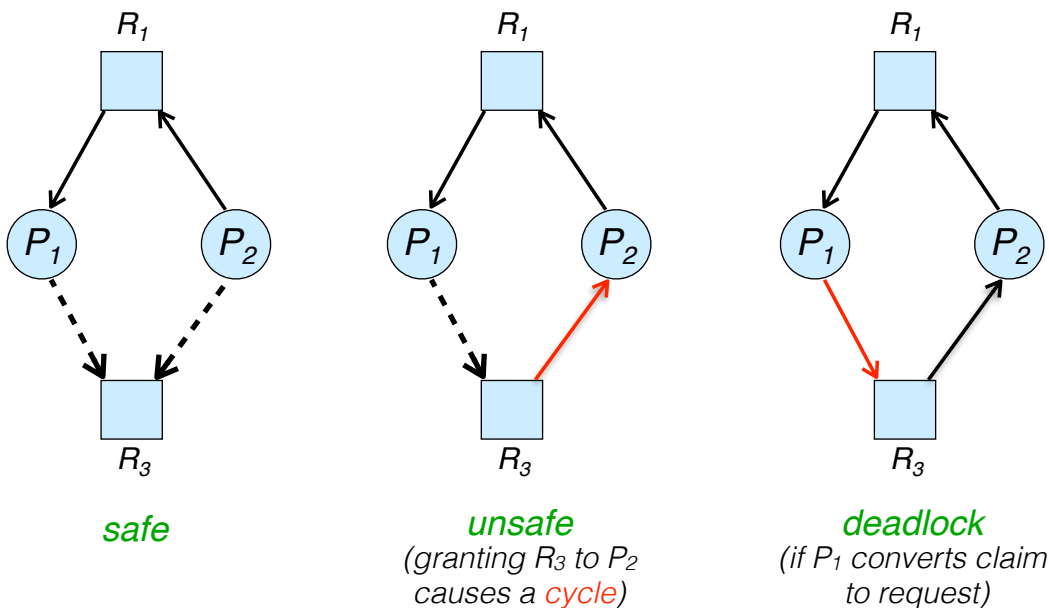 R₁ R₁ R₁
P₁ P₂ P₁ P₂ P₁ P₂
R₃ R₃ R₃
safe unsafe deadlock
(granting R₃ to P₂ (if P₁ converts claim
causes a cycle) to request)